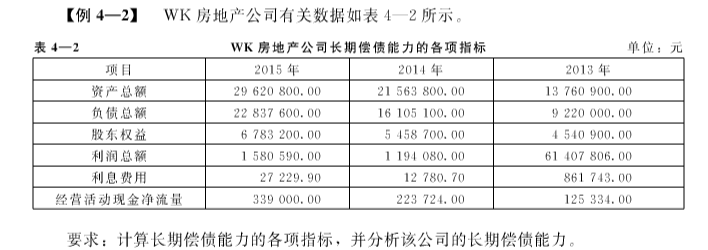 【例 4—2】 WK 房地产公司有关数据如表 4—2 所示。
表 4—2 WK 房地产公司长期偿债能力的各项指标 单位：元
项目 2015 年 2014 年 2013 年
资产总额 29 620 800.00 21 563 800.00 13 760 900.00
负债总额 22 837 600.00 16 105 100.00 9 220 000.00
股东权益 6 783 200.00 5 458 700.00 4 540 900.00
利润总额 1 580 590.00 1 194 080.00 61 407 806.00
利息费用 27 229.90 12 780.70 861 743.00
经营活动现金净流量 339 000.00 223 724.00 125 334.00
要求：计算长期偿债能力的各项指标，并分析该公司的长期偿债能力。